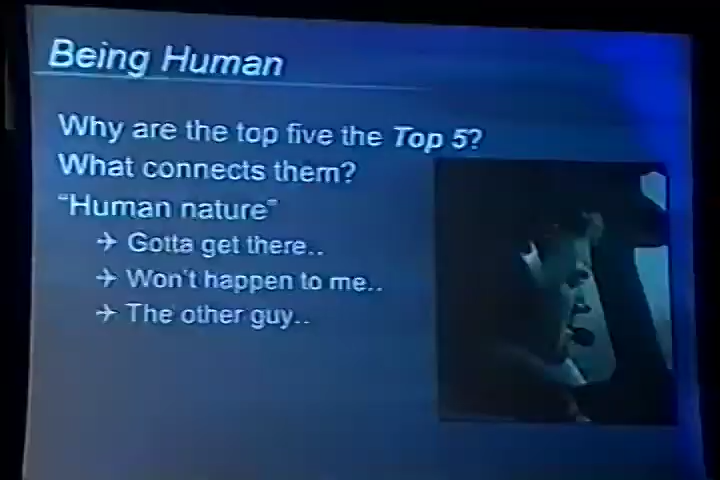 Being Human
Why are the top five the Top 5?
What connects them?
"Human nature"
✈ Gotta get there..
✈ Won't happen to me..
✈ The other guy..